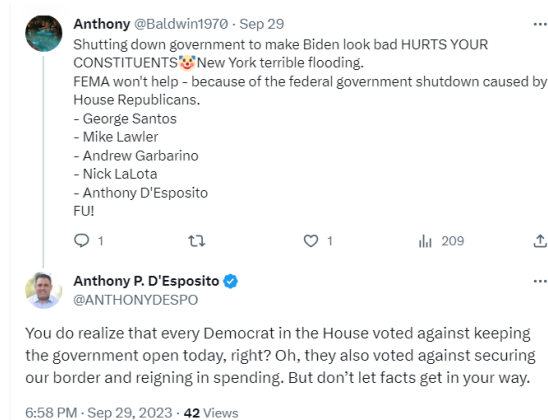 Anthony @Baldwin1970 · Sep 29
Shutting down government to make Biden look bad HURTS YOUR
CONSTITUENTS🤡New York terrible flooding.
FEMA won't help - because of the federal government shutdown caused by
House Republicans.
- George Santos
- Mike Lawler
- Andrew Garbarino
- Nick LaLota
- Anthony D'Esposito
FU!
1 1 209
Anthony P. D'Esposito
@ANTHONYDESPO
You do realize that every Democrat in the House voted against keeping
the government open today, right? Oh, they also voted against securing
our border and reigning in spending. But don’t let facts get in your way.
6:58 PM · Sep 29, 2023 · 42 Views